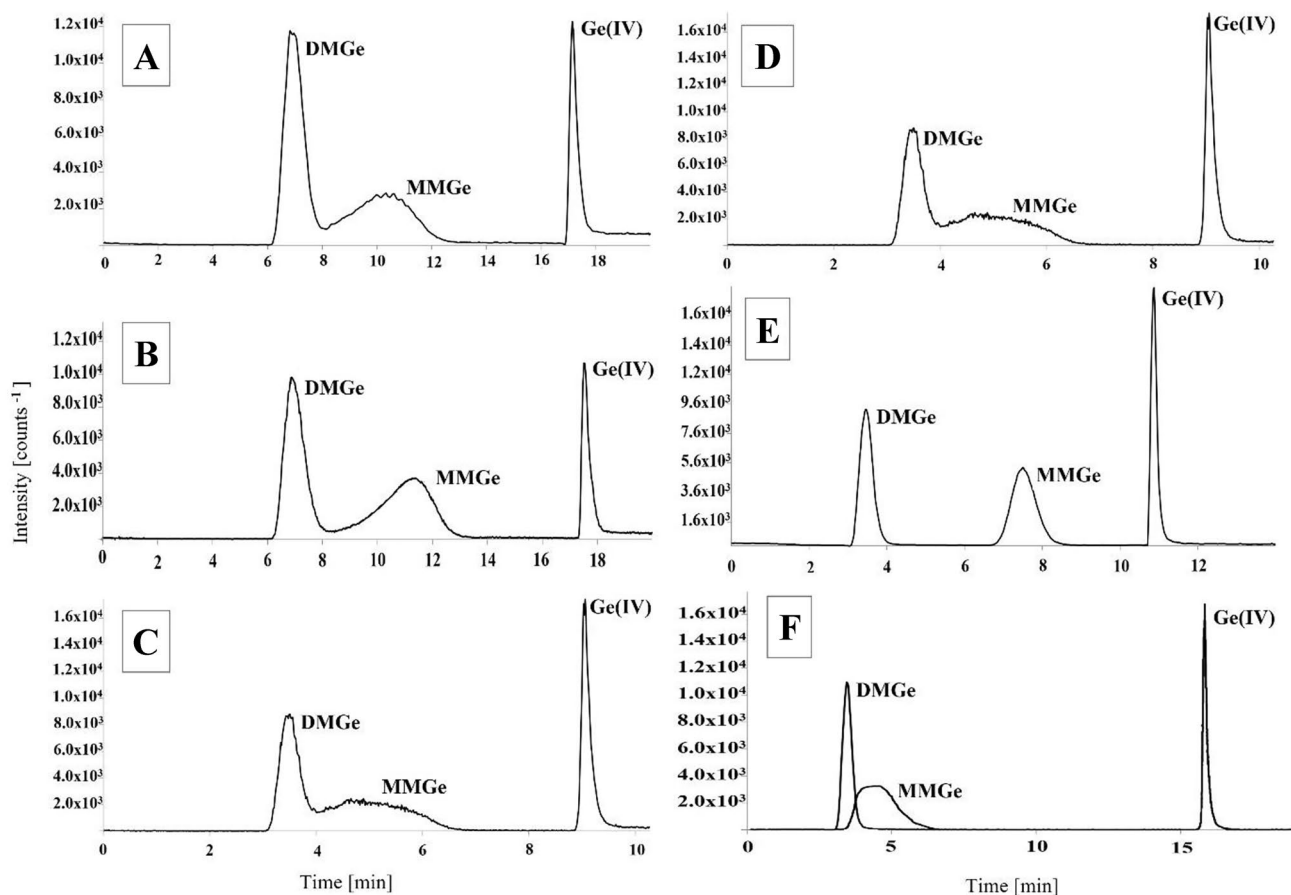 A
1.2x10⁴
1.0x10⁴
8.0x10³
6.0x10³
4.0x10³
2.0x10³
DMGe
MMGe
Ge(IV)
0 2 4 6 8 10 12 14 16 18
B
1.2x10⁴
1.0x10⁴
8.0x10³
6.0x10³
4.0x10³
2.0x10³
DMGe
MMGe
Ge(IV)
0 2 4 6 8 10 12 14 16 18
C
1.6x10⁴
1.4x10⁴
1.2x10⁴
1.0x10⁴
8.0x10³
6.0x10³
4.0x10³
2.0x10³
DMGe
MMGe
Ge(IV)
0 2 4 6 8 10
Intensity [counts ⁻¹]
Time [min]
D
1.6x10⁴
1.4x10⁴
1.2x10⁴
1.0x10⁴
8.0x10³
6.0x10³
4.0x10³
2.0x10³
DMGe
MMGe
Ge(IV)
0 2 4 6 8 10
E
1.6x10⁴
1.4x10⁴
1.2x10⁴
9.6x10³
7.6x10³
5.6x10³
3.6x10³
1.6x10³
DMGe
MMGe
Ge(IV)
0 2 4 6 8 10 12
F
1.6x10⁴
1.4x10⁴
1.2x10⁴
1.0x10⁴
8.0x10³
6.0x10³
4.0x10³
2.0x10³
DMGe
MMGe
Ge(IV)
0 5 10 15
Time [min]